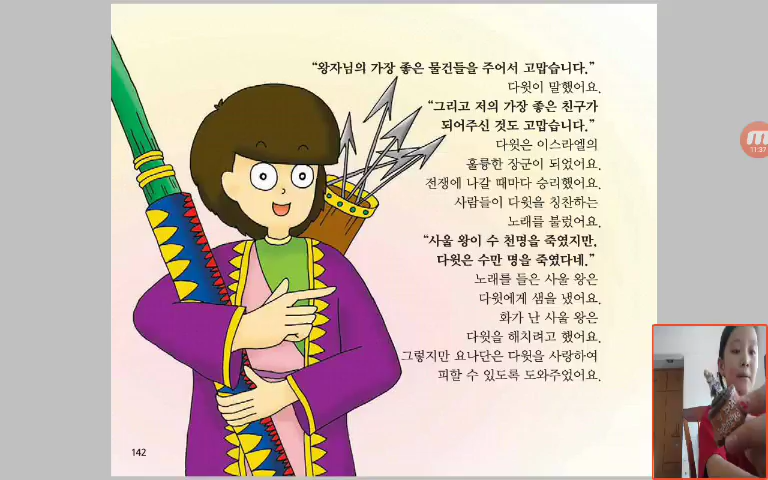 “왕자님의 가장 좋은 물건들을 주어서 고맙습니다.”
다윗이 말했어요.
“그리고 저의 가장 좋은 친구가
되어주신 것도 고맙습니다.”
다윗은 이스라엘의
훌륭한 장군이 되었어요.
전쟁에 나갈 때마다 승리했어요.
사람들이 다윗을 칭찬하는
노래를 불렀어요.
“사울 왕이 수 천명을 죽였지만,
다윗은 수만 명을 죽였다네.”
노래를 들은 사울 왕은
다윗에게 샘을 냈어요.
화가 난 사울 왕은
다윗을 해치려고 했어요.
그렇지만 요나단은 다윗을 사랑하여
피할 수 있도록 도와주었어요.
142
11:37